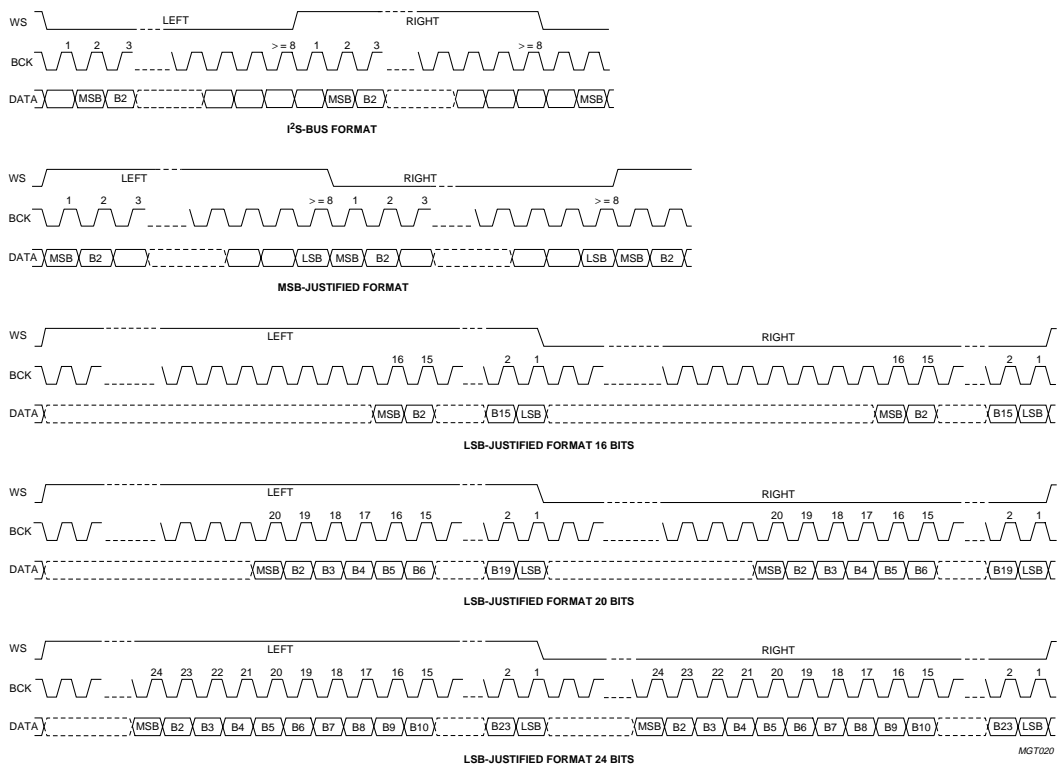 WS LEFT RIGHT
1 2 3 >= 8 1 2 3 >= 8
BCK
DATA MSB B2 MSB B2 MSB
I2S-BUS FORMAT
WS LEFT RIGHT
1 2 3 >= 8 1 2 3 >= 8
BCK
DATA MSB B2 LSB MSB B2 LSB MSB B2
MSB-JUSTIFIED FORMAT
WS LEFT RIGHT
16 15 2 1 16 15 2 1
BCK
DATA MSB B2 B15 LSB MSB B2 B15 LSB
LSB-JUSTIFIED FORMAT 16 BITS
WS LEFT RIGHT
20 19 18 17 16 15 2 1 20 19 18 17 16 15 2 1
BCK
DATA MSB B2 B3 B4 B5 B6 B19 LSB MSB B2 B3 B4 B5 B6 B19 LSB
LSB-JUSTIFIED FORMAT 20 BITS
WS LEFT RIGHT
24 23 22 21 20 19 18 17 16 15 2 1 24 23 22 21 20 19 18 17 16 15 2 1
BCK
DATA MSB B2 B3 B4 B5 B6 B7 B8 B9 B10 B23 LSB MSB B2 B3 B4 B5 B6 B7 B8 B9 B10 B23 LSB
LSB-JUSTIFIED FORMAT 24 BITS
MGT020